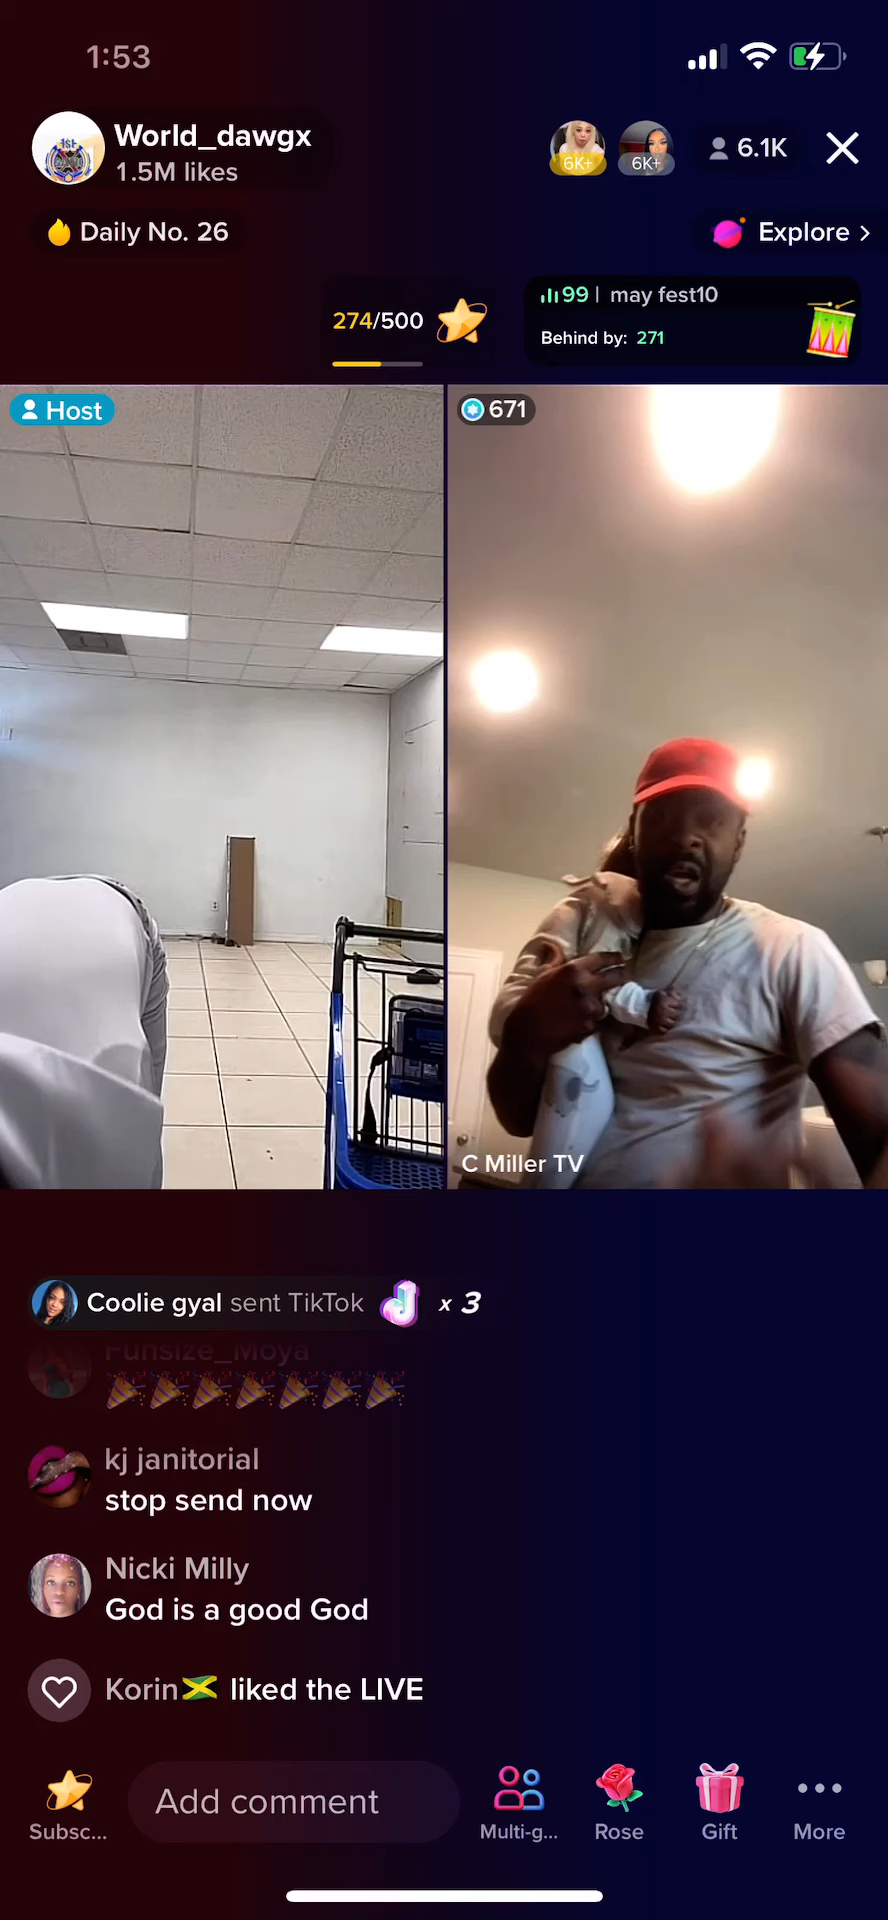 1:53
World_dawgx
1.5M likes
6K+
6K+
6.1K
Daily No. 26
Explore >
274/500
99 | may fest10
Behind by: 271
Host
671
C Miller TV
Coolie gyal sent TikTok x 3
Funsize_Moya
kj janitorial
stop send now
Nicki Milly
God is a good God
Korin liked the LIVE
Subsc...
Add comment
Multi-g...
Rose
Gift
More